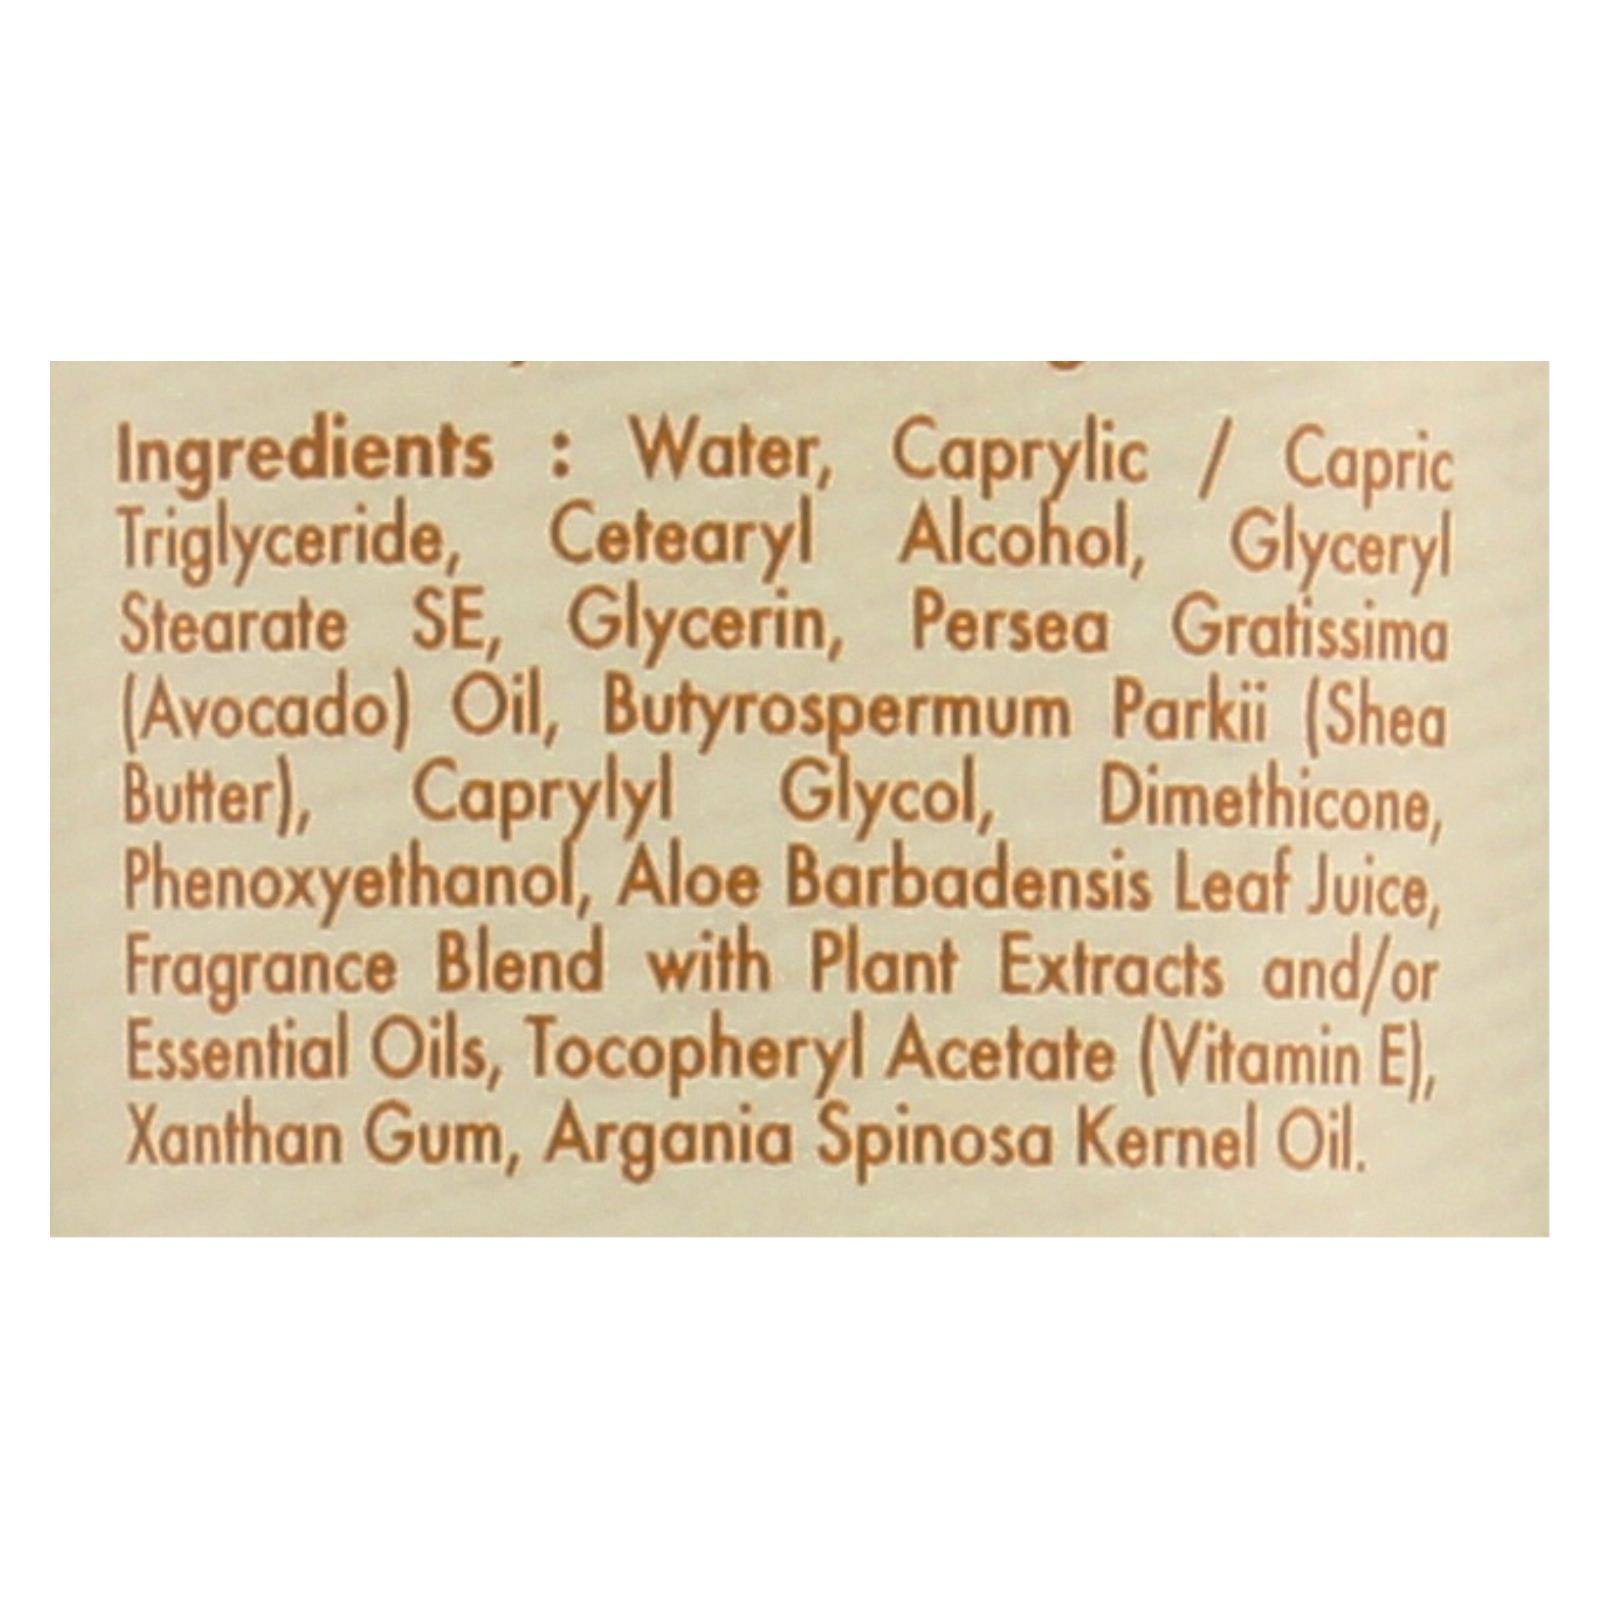 Ingredients : Water, Caprylic / Capric
Triglyceride, Cetearyl Alcohol, Glyceryl
Stearate SE, Glycerin, Persea Gratissima
(Avocado) Oil, Butyrospermum Parkii (Shea
Butter), Caprylyl Glycol, Dimethicone,
Phenoxyethanol, Aloe Barbadensis Leaf Juice,
Fragrance Blend with Plant Extracts and/or
Essential Oils, Tocopheryl Acetate (Vitamin E),
Xanthan Gum, Argania Spinosa Kernel Oil.